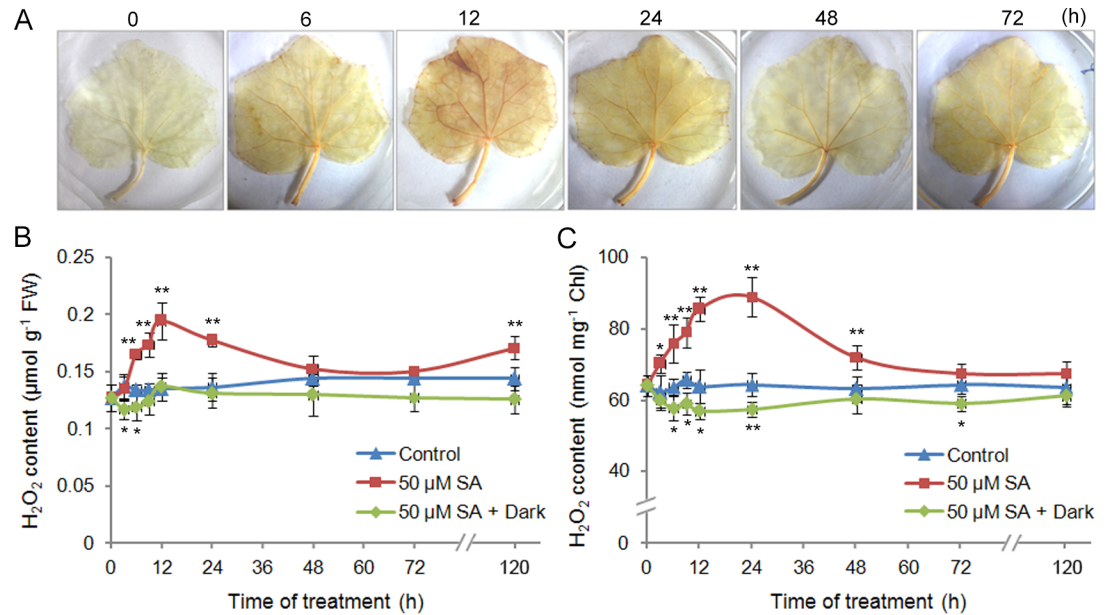 A 0 6 12 24 48 72 (h)
B
H₂O₂ content (µmol g⁻¹ FW)
0.25
0.2
0.15
0.1
0.05
0
** ** ** ** **
* *
Control
50 µM SA
50 µM SA + Dark
0 12 24 36 48 60 72 120
Time of treatment (h)
C
H₂O₂ ccontent (nmol mg⁻¹ Chl)
100
80
60
40
0
* ** ** ** ** **
* * * ** *
Control
50 µM SA
50 µM SA + Dark
0 12 24 36 48 60 72 120
Time of treatment (h)